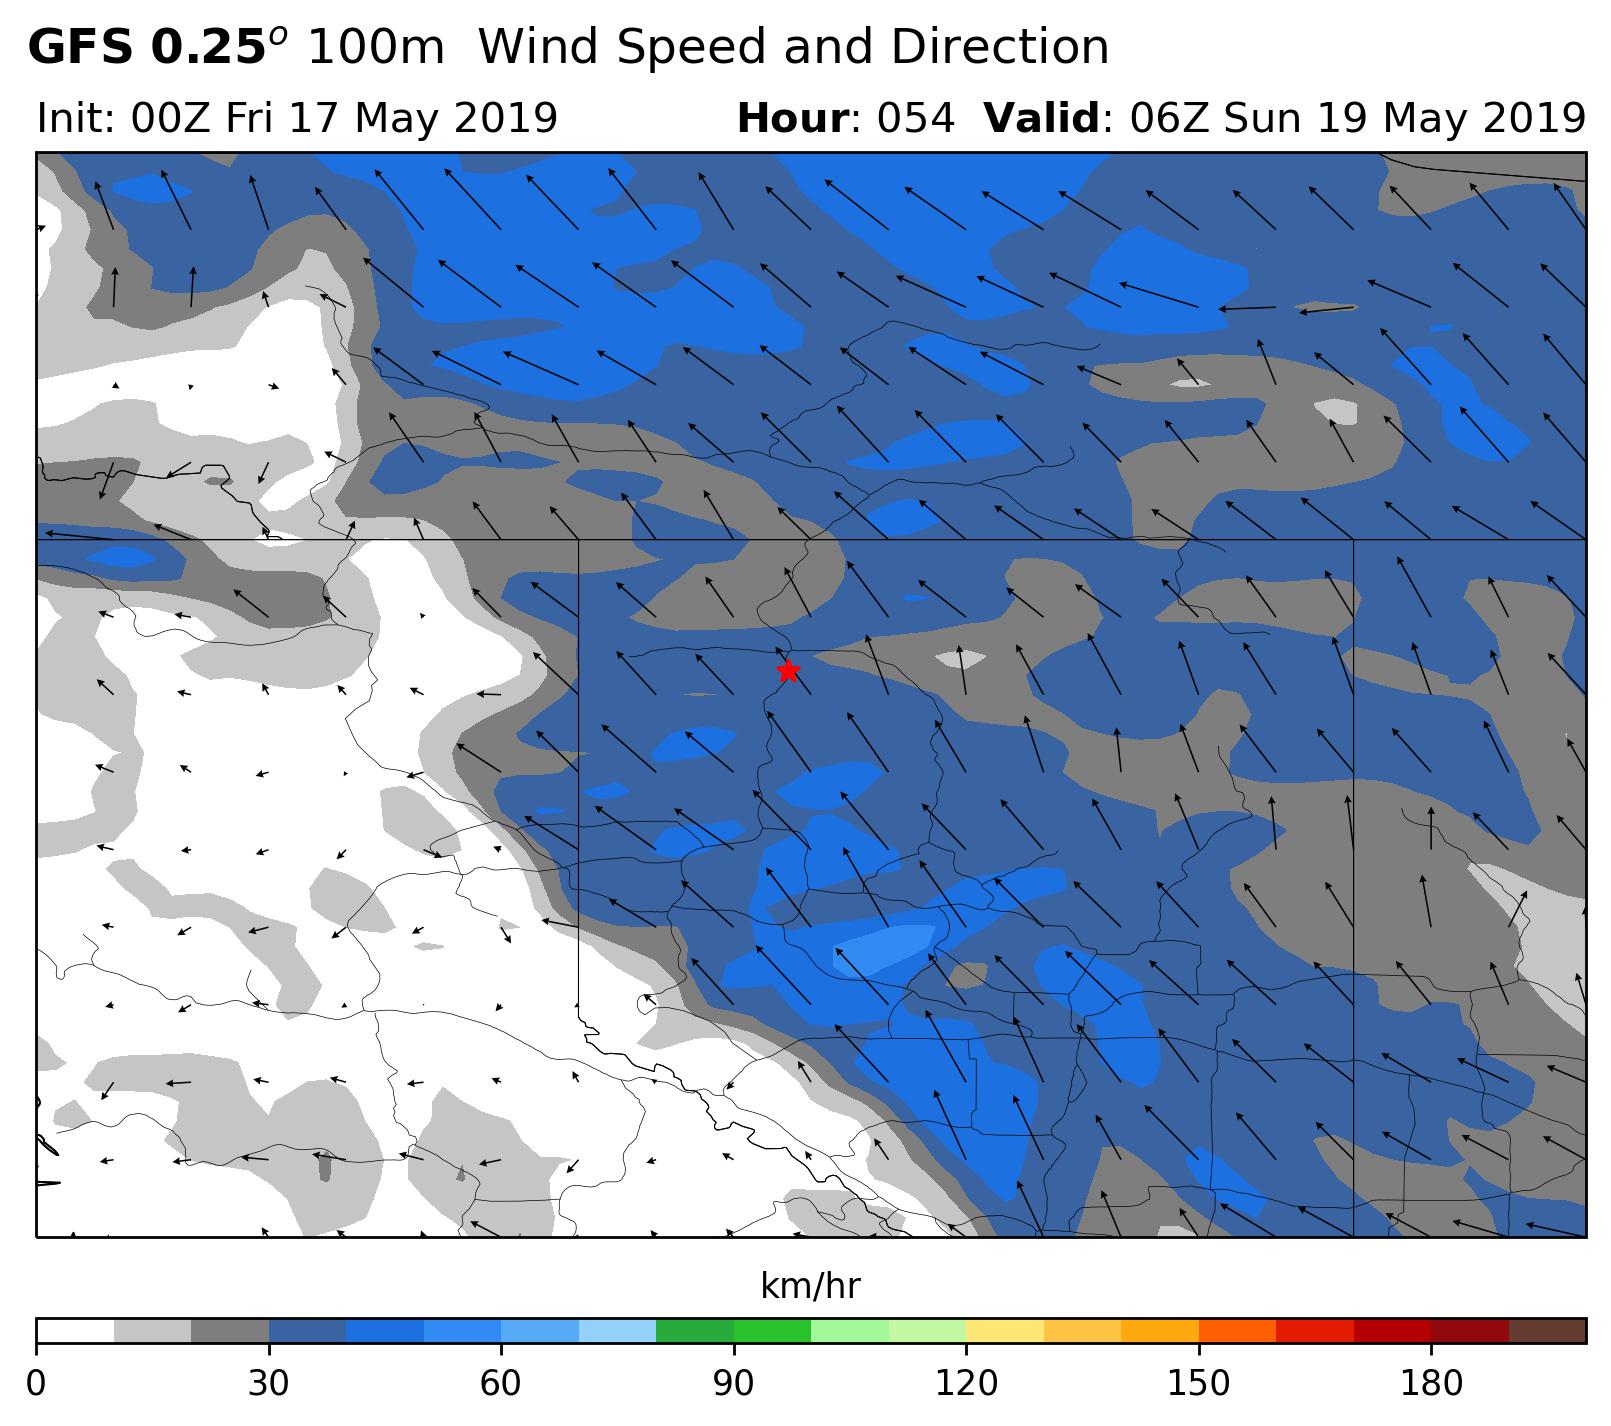 GFS 0.25° 100m Wind Speed and Direction
Init: 00Z Fri 17 May 2019 Hour: 054 Valid: 06Z Sun 19 May 2019
km/hr
0 30 60 90 120 150 180